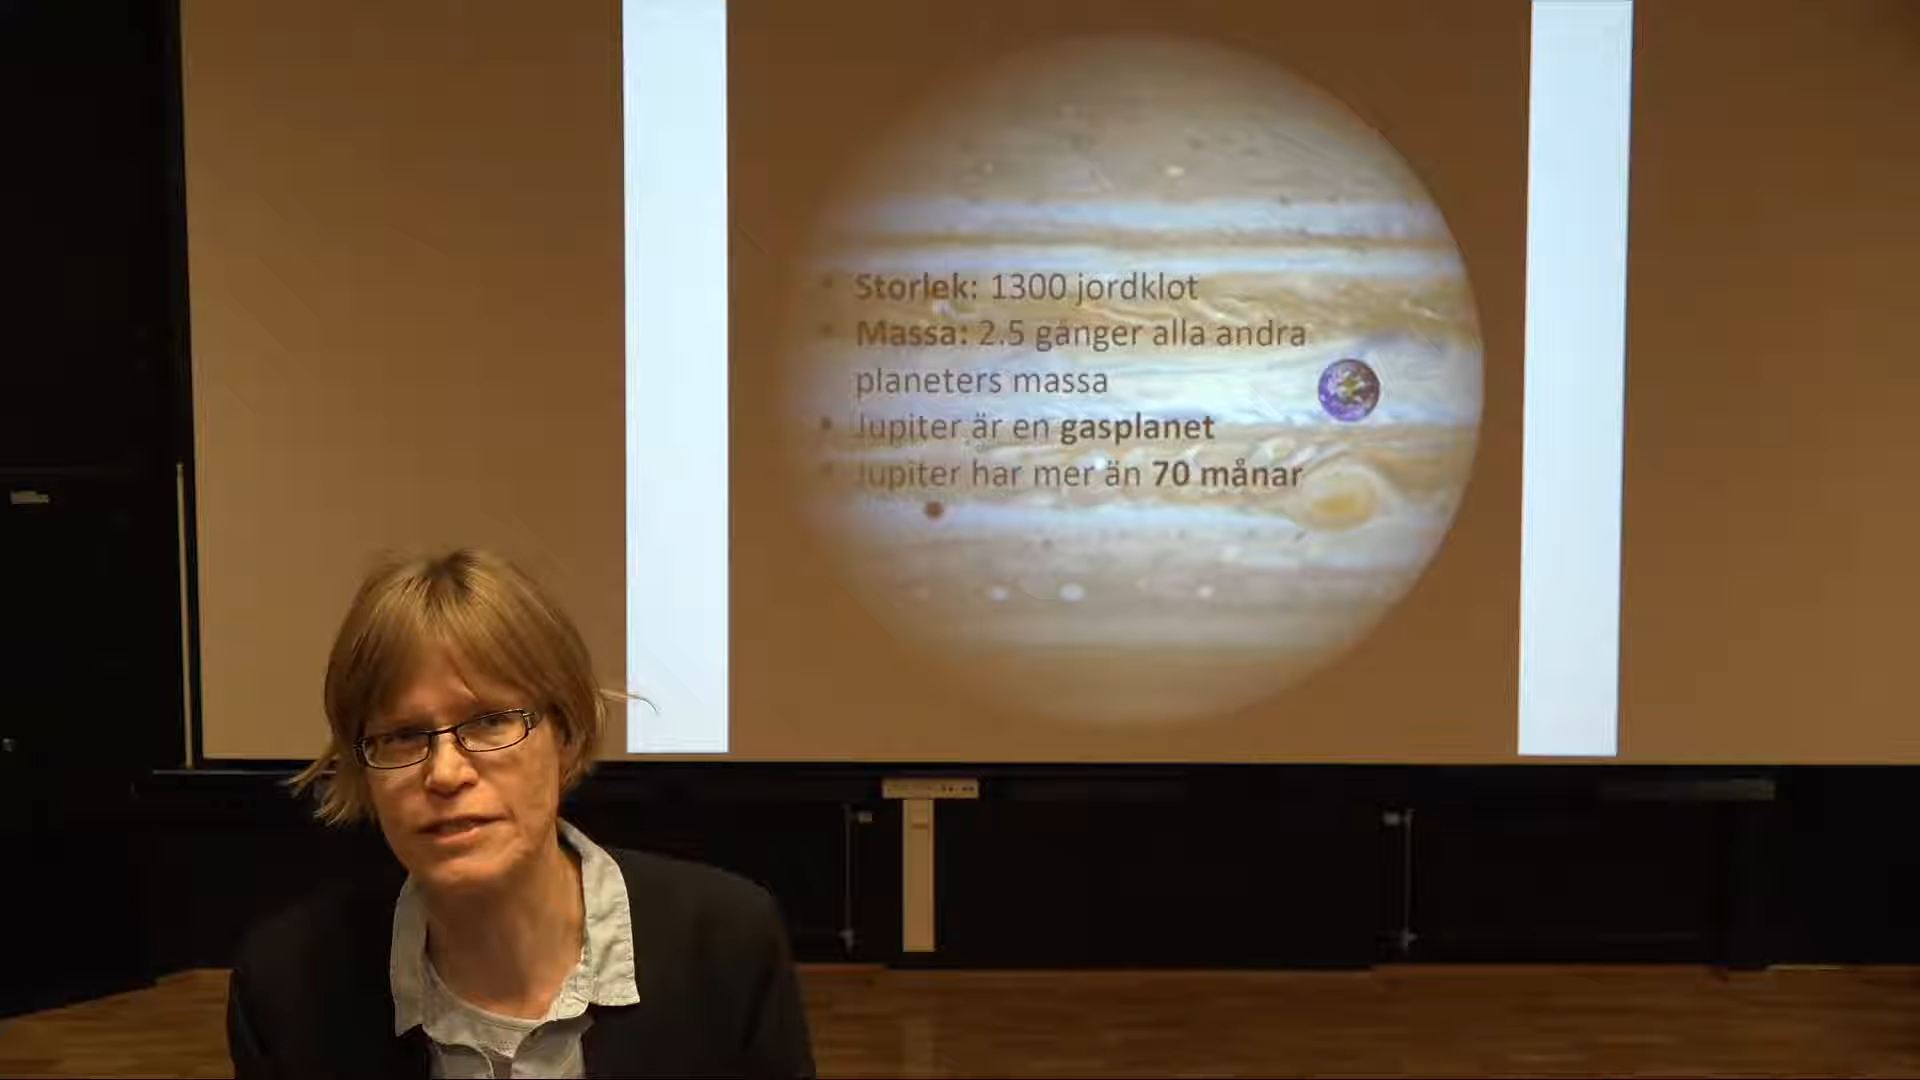 Storlek: 1300 jordklot
Massa: 2.5 gånger alla andra
planeters massa
Jupiter är en gasplanet
Jupiter har mer än 70 månar